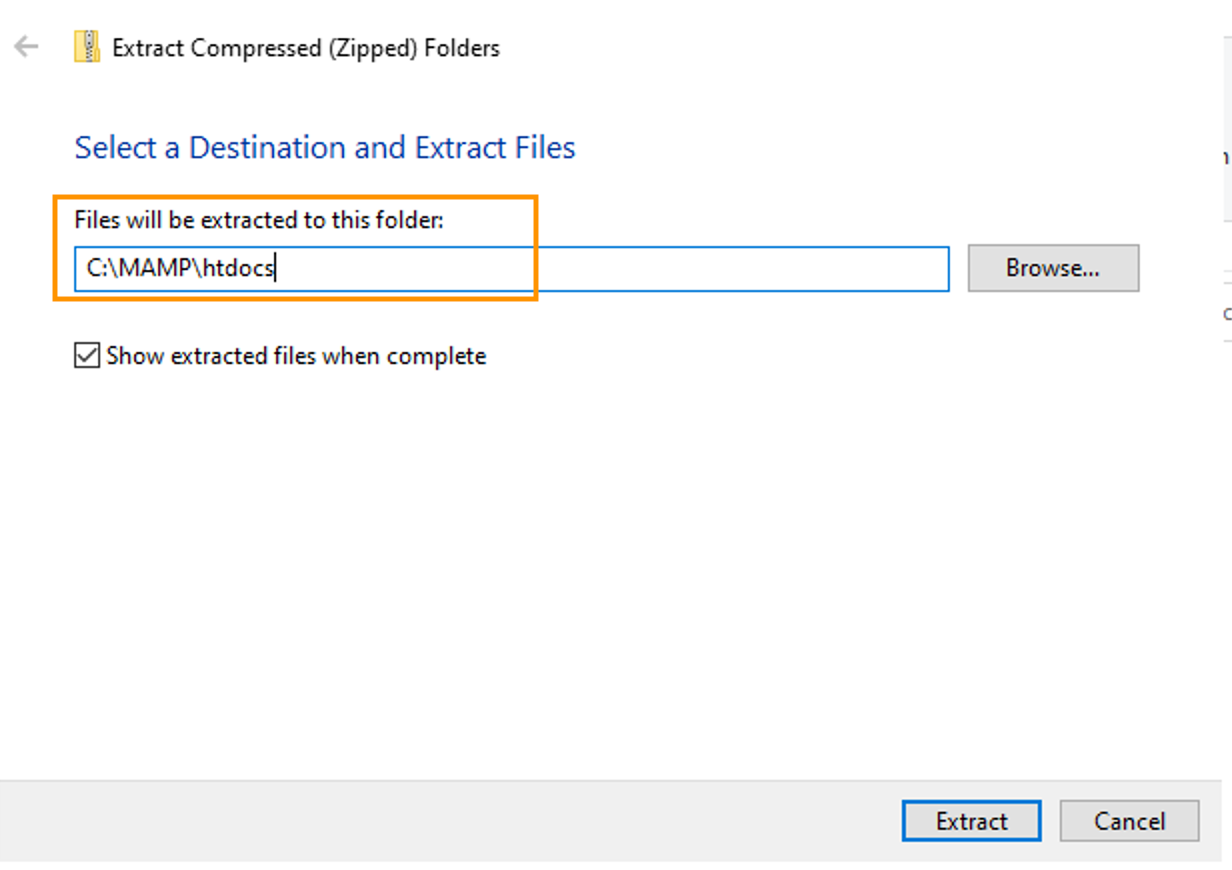 Extract Compressed (Zipped) Folders
Select a Destination and Extract Files
Files will be extracted to this folder:
C:\MAMP\htdocs
Browse...
Show extracted files when complete
Extract
Cancel